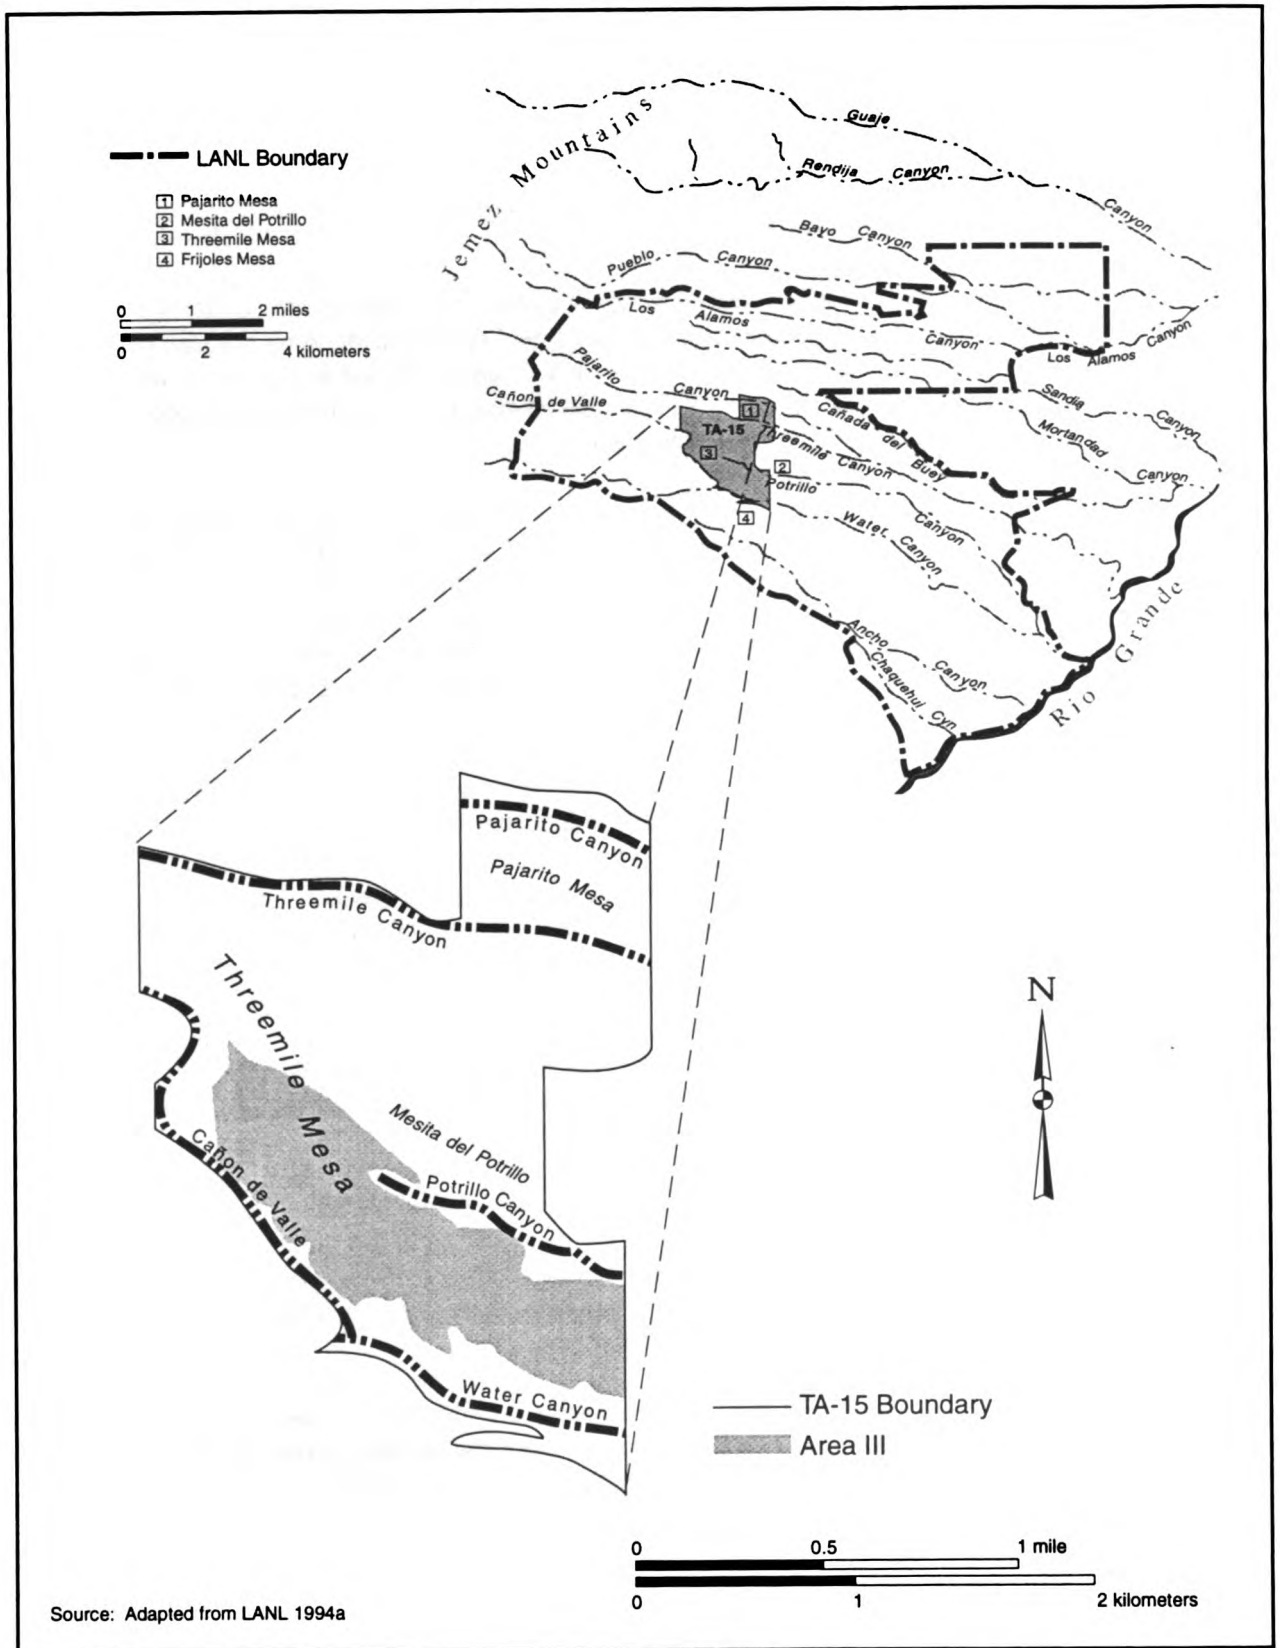 LANL Boundary
1 Pajarito Mesa
2 Mesita del Potrillo
3 Threemile Mesa
4 Frijoles Mesa
0 1 2 miles
0 2 4 kilometers
Jemez Mountains
Guaje Canyon
Rendija Canyon
Bayo Canyon
Pueblo Canyon
Los Alamos Canyon
Los Alamos Canyon
Sandia Canyon
Mortandad Canyon
Pajarito Canyon
Cañon de Valle
Cañada del Buey
TA-15
1
2
3
4
Threemile Canyon
Potrillo Canyon
Water Canyon
Ancho Canyon
Chaquehui Cyn
Rio Grande
Pajarito Canyon
Pajarito Mesa
Threemile Canyon
Threemile Mesa
Mesita del Potrillo
Potrillo Canyon
Cañon de Valle
Water Canyon
N
TA-15 Boundary
Area III
0 0.5 1 mile
0 1 2 kilometers
Source: Adapted from LANL 1994a